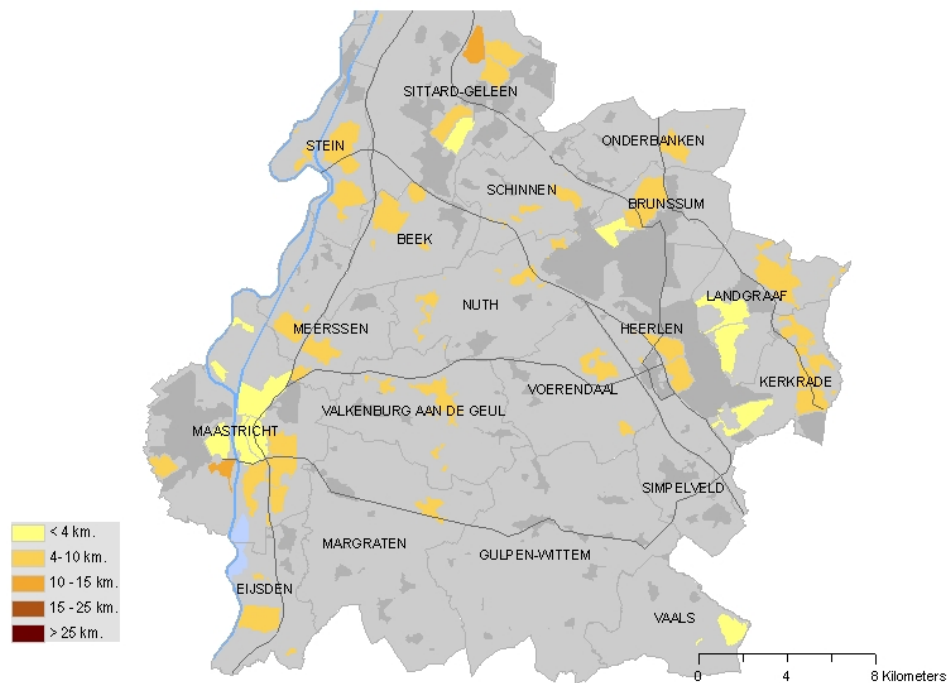 SITTARD-GELEEN
ONDERBANKEN
STEIN
SCHINNEN
BRUNSSUM
BEEK
LANDGRAAF
NUTH
MEERSSEN
HEERLEN
KERKRADE
VOERENDAAL
VALKENBURG AAN DE GEUL
MAASTRICHT
SIMPELVELD
< 4 km.
4-10 km.
10 - 15 km.
15 - 25 km.
> 25 km.
MARGRATEN
GULPEN-WITTEM
EIJSDEN
VAALS
0 4 8 Kilometers